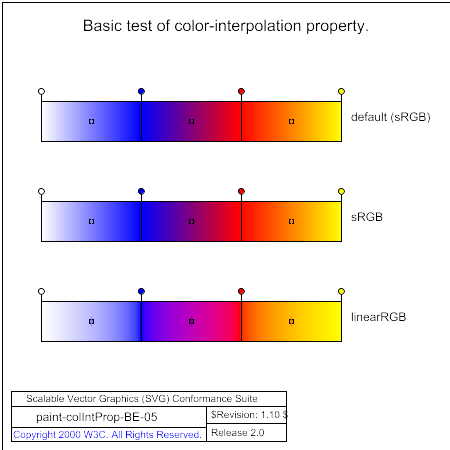 Basic test of color-interpolation property.
default (sRGB)
sRGB
linearRGB
Scalable Vector Graphics (SVG) Conformance Suite
paint-colIntProp-BE-05
$Revision: 1.10 $
Copyright 2000 W3C. All Rights Reserved.
Release 2.0